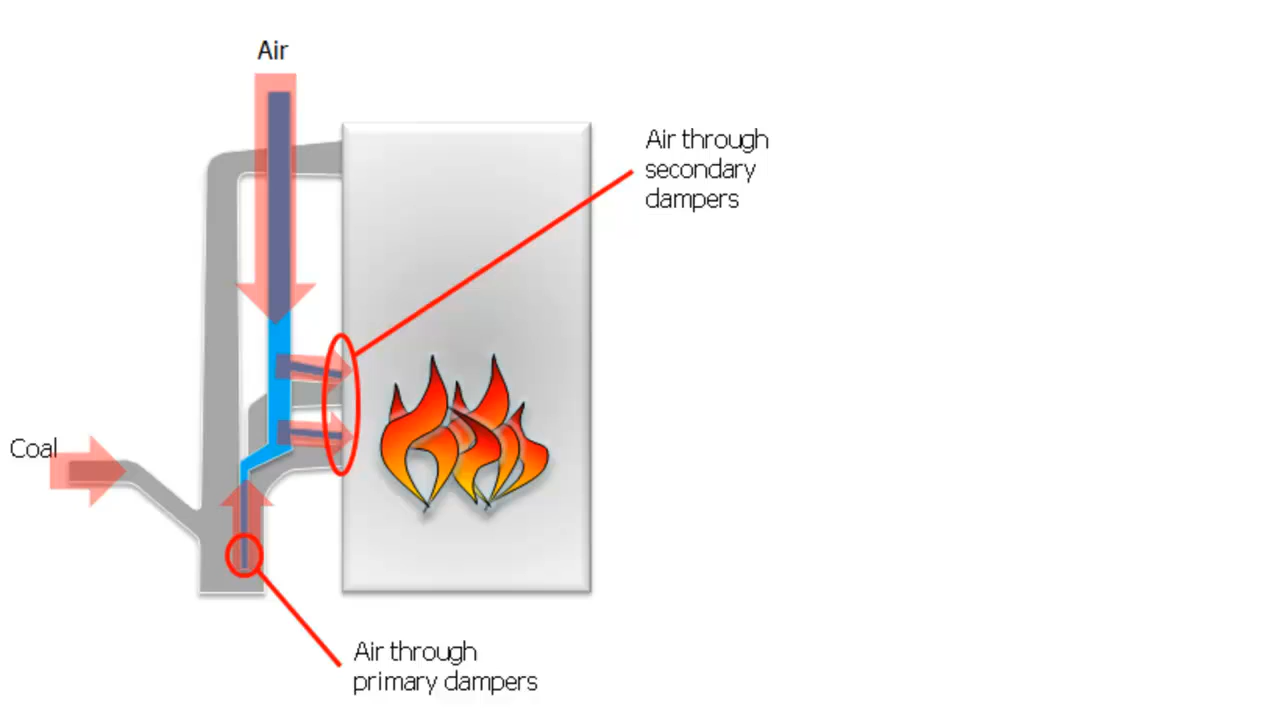 Air
Air through
secondary
dampers
Coal
Air through
primary dampers